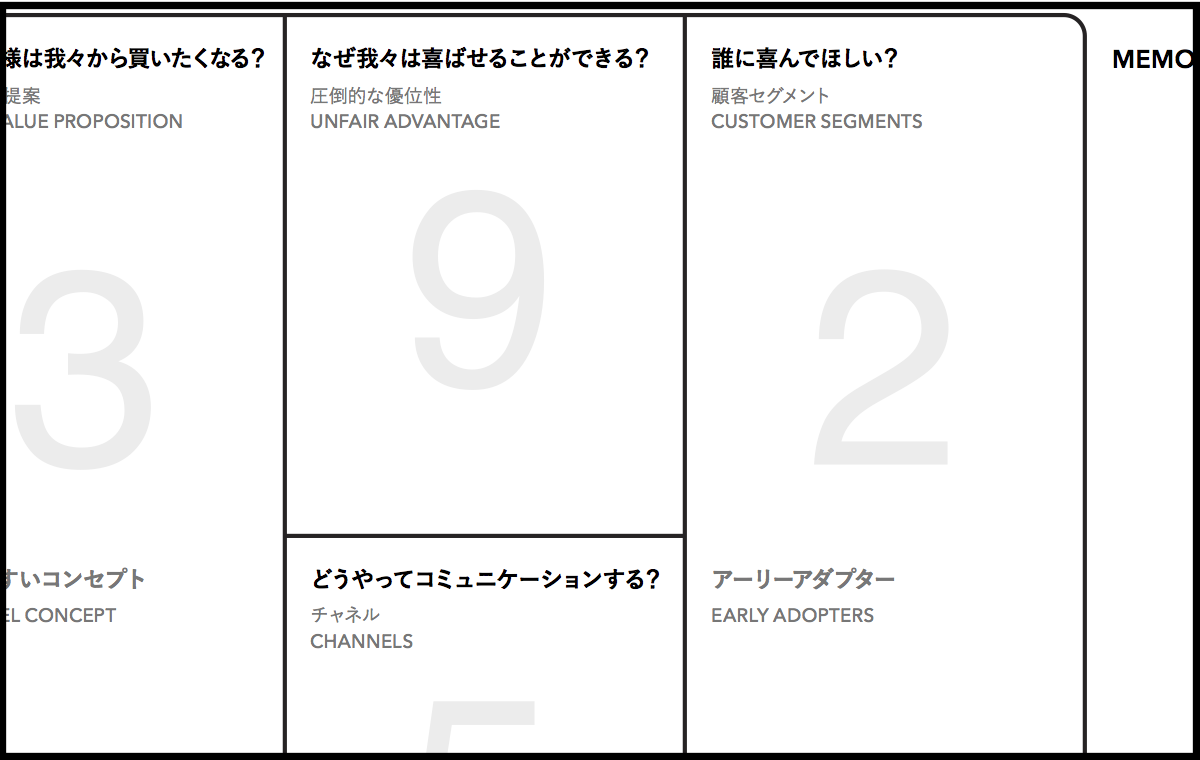 様は我々から買いたくなる?
提案
ALUE PROPOSITION
3
すいコンセプト
EL CONCEPT
なぜ我々は喜ばせることができる?
圧倒的な優位性
UNFAIR ADVANTAGE
9
どうやってコミュニケーションする?
チャネル
CHANNELS
5
誰に喜んでほしい?
顧客セグメント
CUSTOMER SEGMENTS
2
アーリーアダプター
EARLY ADOPTERS
MEMO